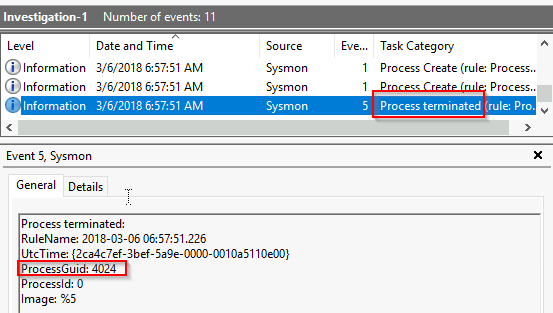 Investigation-1 Number of events: 11
Level Date and Time Source Eve... Task Category
Information 3/6/2018 6:57:51 AM Sysmon 1 Process Create (rule: Process...
Information 3/6/2018 6:57:51 AM Sysmon 1 Process Create (rule: Process...
Information 3/6/2018 6:57:51 AM Sysmon 5 Process terminated (rule: Pro...
Event 5, Sysmon
General Details
Process terminated:
RuleName: 2018-03-06 06:57:51.226
UtcTime: {2ca4c7ef-3bef-5a9e-0000-0010a5110e00}
ProcessGuid: 4024
ProcessId: 0
Image: %5